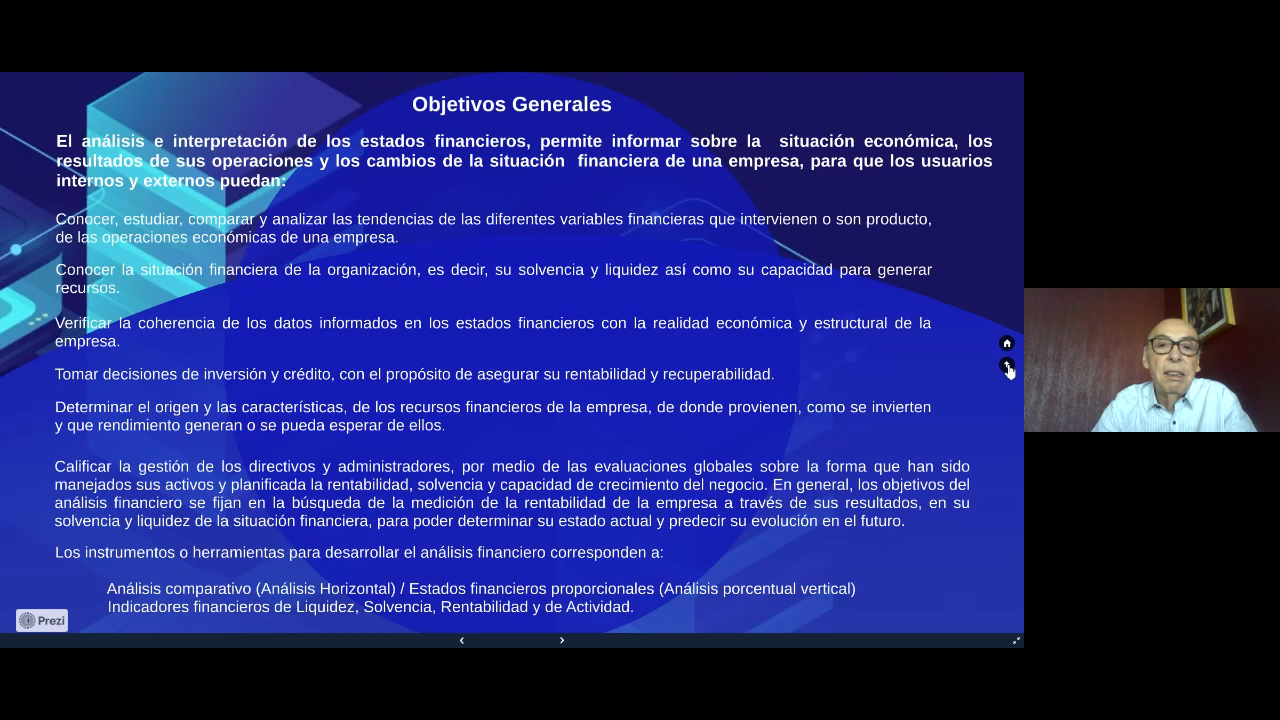 Objetivos Generales
El análisis e interpretación de los estados financieros, permite informar sobre la situación económica, los
resultados de sus operaciones y los cambios de la situación financiera de una empresa, para que los usuarios
internos y externos puedan:
Conocer, estudiar, comparar y analizar las tendencias de las diferentes variables financieras que intervienen o son producto,
de las operaciones económicas de una empresa.
Conocer la situación financiera de la organización, es decir, su solvencia y liquidez así como su capacidad para generar
recursos.
Verificar la coherencia de los datos informados en los estados financieros con la realidad económica y estructural de la
empresa.
Tomar decisiones de inversión y crédito, con el propósito de asegurar su rentabilidad y recuperabilidad.
Determinar el origen y las características, de los recursos financieros de la empresa, de donde provienen, como se invierten
y que rendimiento generan o se pueda esperar de ellos.
Calificar la gestión de los directivos y administradores, por medio de las evaluaciones globales sobre la forma que han sido
manejados sus activos y planificada la rentabilidad, solvencia y capacidad de crecimiento del negocio. En general, los objetivos del
análisis financiero se fijan en la búsqueda de la medición de la rentabilidad de la empresa a través de sus resultados, en su
solvencia y liquidez de la situación financiera, para poder determinar su estado actual y predecir su evolución en el futuro.
Los instrumentos o herramientas para desarrollar el análisis financiero corresponden a:
Análisis comparativo (Análisis Horizontal) / Estados financieros proporcionales (Análisis porcentual vertical)
Indicadores financieros de Liquidez, Solvencia, Rentabilidad y de Actividad.
Prezi